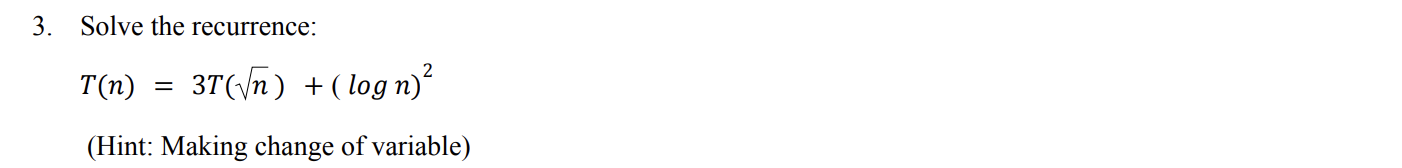 3. Solve the recurrence:
T(n) = 3T(√n) + ( log n)²
(Hint: Making change of variable)